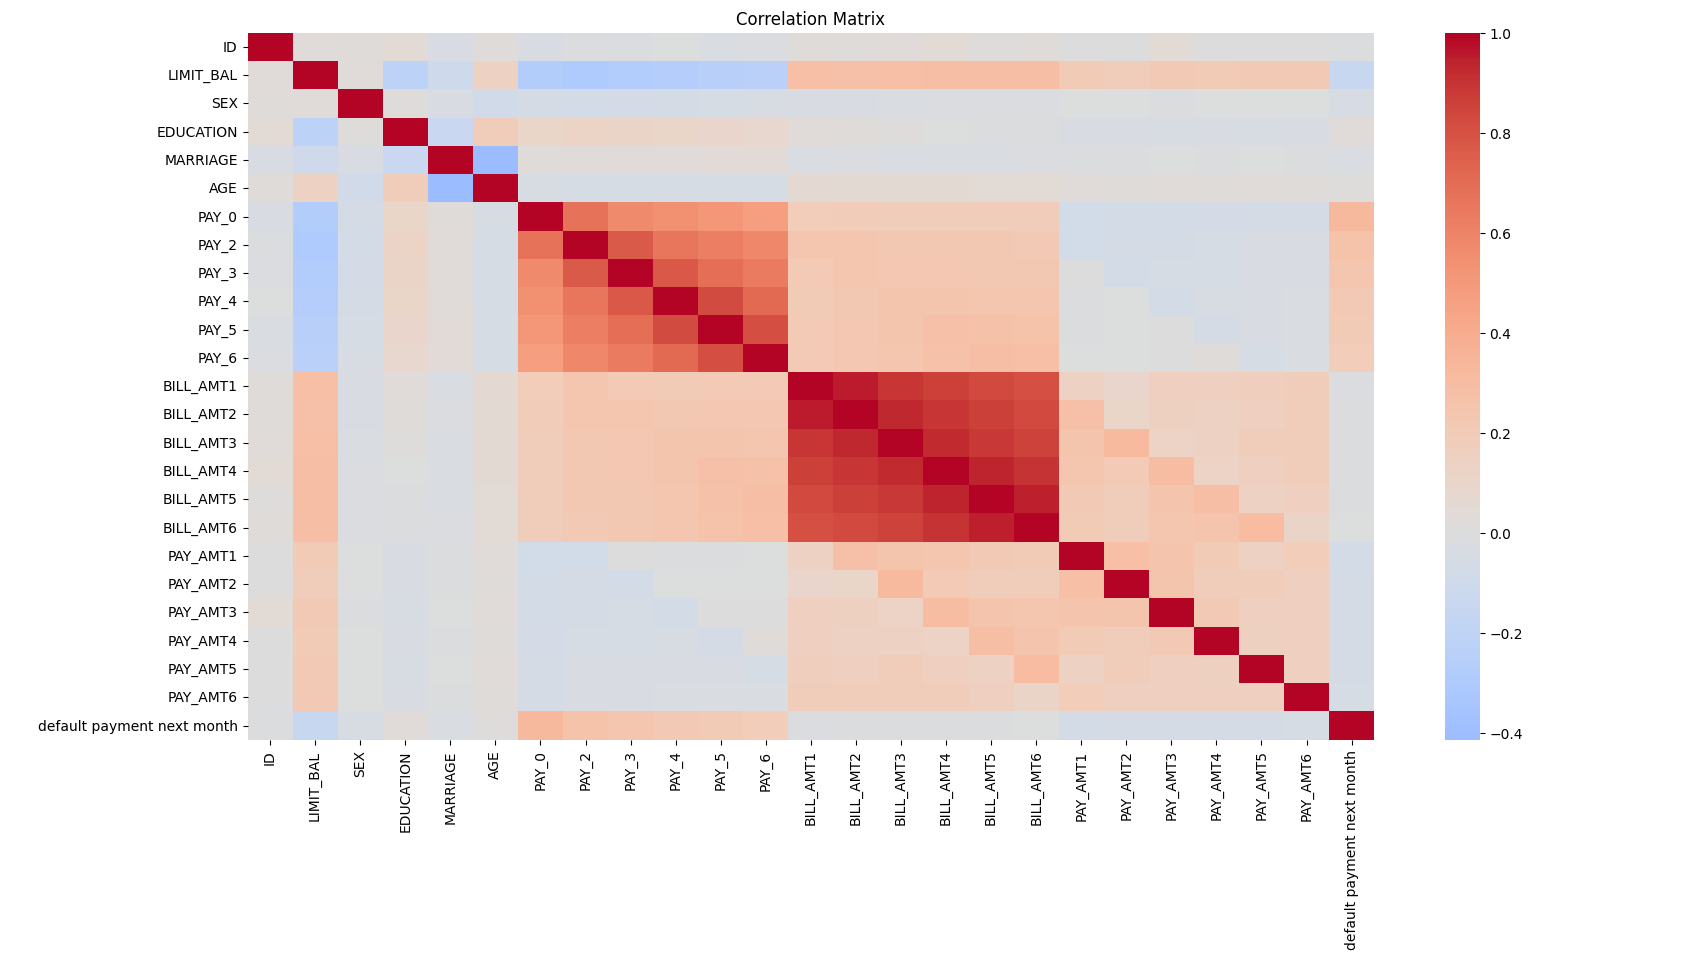 Correlation Matrix
ID
LIMIT_BAL
SEX
EDUCATION
MARRIAGE
AGE
PAY_0
PAY_2
PAY_3
PAY_4
PAY_5
PAY_6
BILL_AMT1
BILL_AMT2
BILL_AMT3
BILL_AMT4
BILL_AMT5
BILL_AMT6
PAY_AMT1
PAY_AMT2
PAY_AMT3
PAY_AMT4
PAY_AMT5
PAY_AMT6
default payment next month
ID
LIMIT_BAL
SEX
EDUCATION
MARRIAGE
AGE
PAY_0
PAY_2
PAY_3
PAY_4
PAY_5
PAY_6
BILL_AMT1
BILL_AMT2
BILL_AMT3
BILL_AMT4
BILL_AMT5
BILL_AMT6
PAY_AMT1
PAY_AMT2
PAY_AMT3
PAY_AMT4
PAY_AMT5
PAY_AMT6
default payment next month
1.0
0.8
0.6
0.4
0.2
0.0
−0.2
−0.4